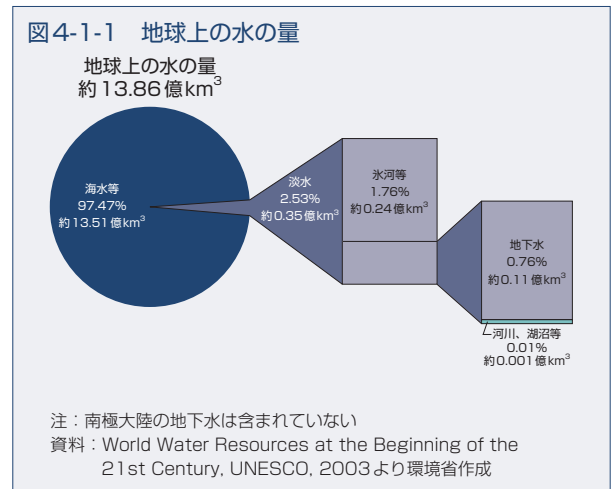 図4-1-1 地球上の水の量
地球上の水の量
約13.86億km³
海水等
97.47%
約13.51億km³
淡水
2.53%
約0.35億km³
氷河等
1.76%
約0.24億km³
地下水
0.76%
約0.11億km³
河川、湖沼等
0.01%
約0.001億km³
注：南極大陸の地下水は含まれていない
資料：World Water Resources at the Beginning of the
21st Century, UNESCO, 2003より環境省作成